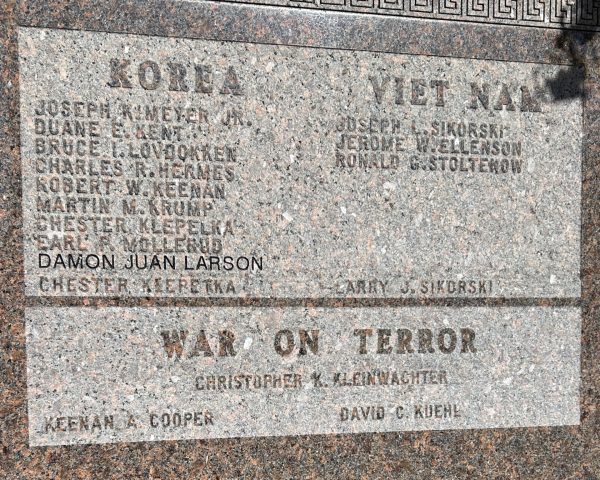 KOREA
JOSEPH K. MEYER JR.
DUANE E. KENT
BRUCE I. LOVDOKKEN
CHARLES R. HERMES
ROBERT W. KEENAN
MARTIN M. KRUMP
CHESTER KLEPELKA
EARL P. MOLLERUD
DAMON JUAN LARSON
CHESTER KLEPETKA
VIET NAM
JOSEPH L. SIKORSKI
JEROME W. ELLENSON
RONALD G. STOLTENOW
LARRY J. SIKORSKI
WAR ON TERROR
CHRISTOPHER K. KLEINWACHTER
KEENAN A. COOPER
DAVID C. KUEHL